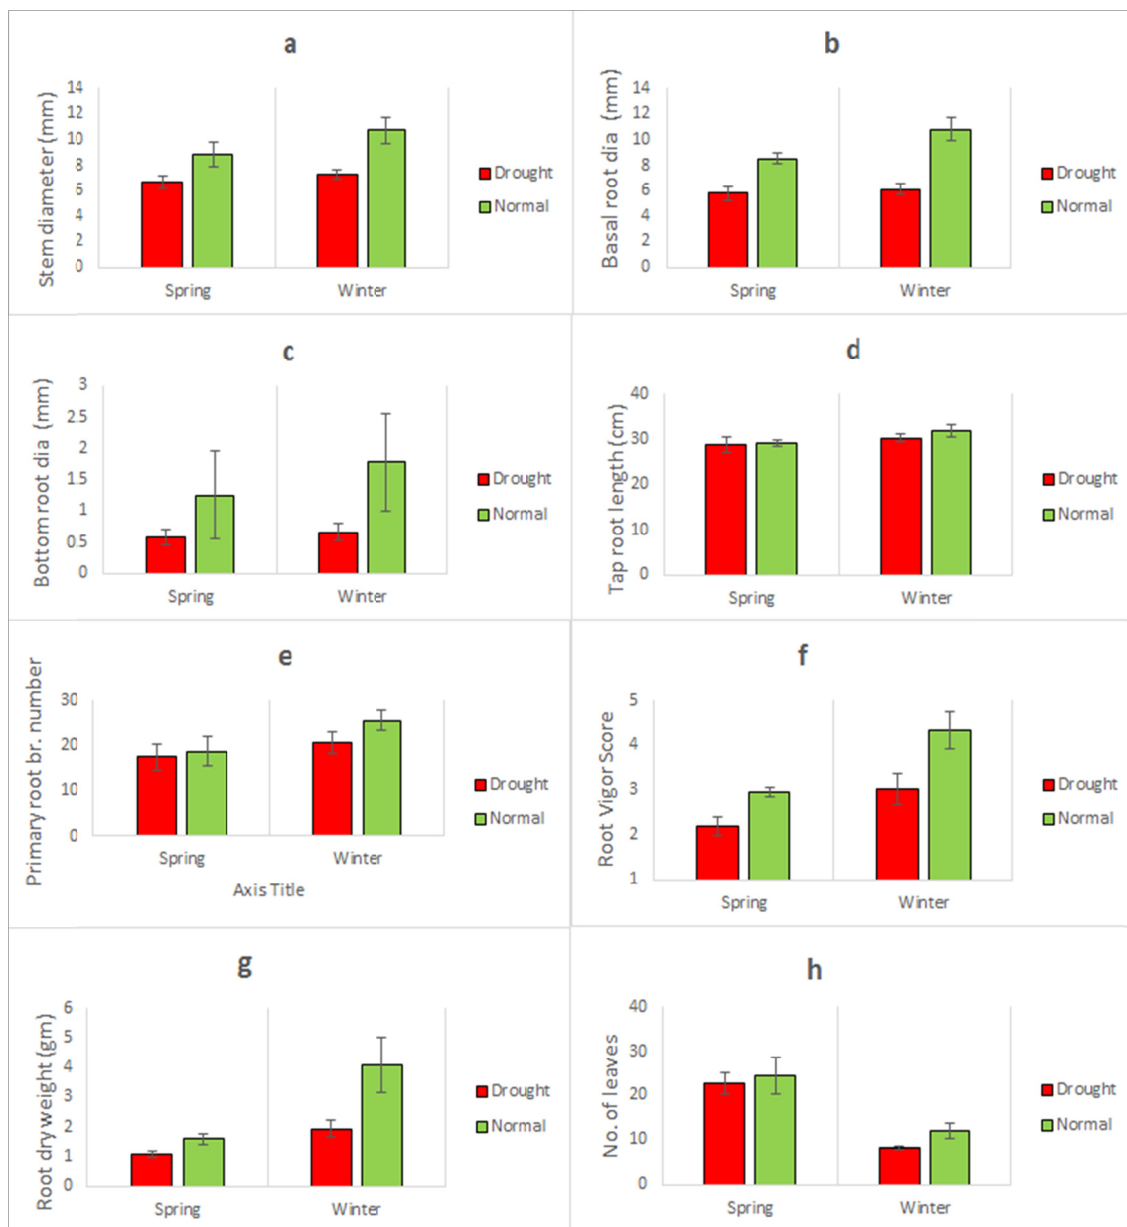 a
Stem diameter (mm)
14
12
10
8
6
4
2
0
Spring
Winter
Drought
Normal
b
Basal root dia (mm)
14
12
10
8
6
4
2
0
Spring
Winter
Drought
Normal
c
Bottom root dia (mm)
3
2.5
2
1.5
1
0.5
0
Spring
Winter
Drought
Normal
d
Tap root length (cm)
40
30
20
10
0
Spring
Winter
Drought
Normal
e
Primary root br. number
30
20
10
0
Spring
Winter
Axis Title
Drought
Normal
f
Root Vigor Score
5
4
3
2
1
Spring
Winter
Drought
Normal
g
Root dry weight (gm)
6
5
4
3
2
1
0
Spring
Winter
Drought
Normal
h
No. of leaves
40
30
20
10
0
Spring
Winter
Drought
Normal